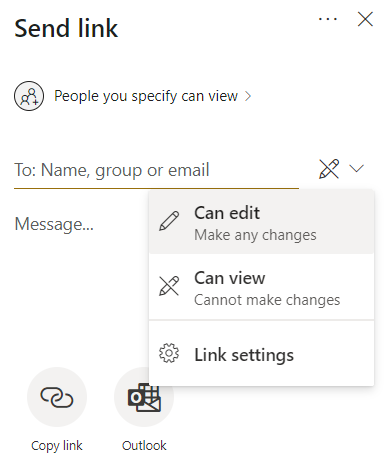 Send link
People you specify can view
To: Name, group or email
Message...
Can edit
Make any changes
Can view
Cannot make changes
Link settings
Copy link
Outlook